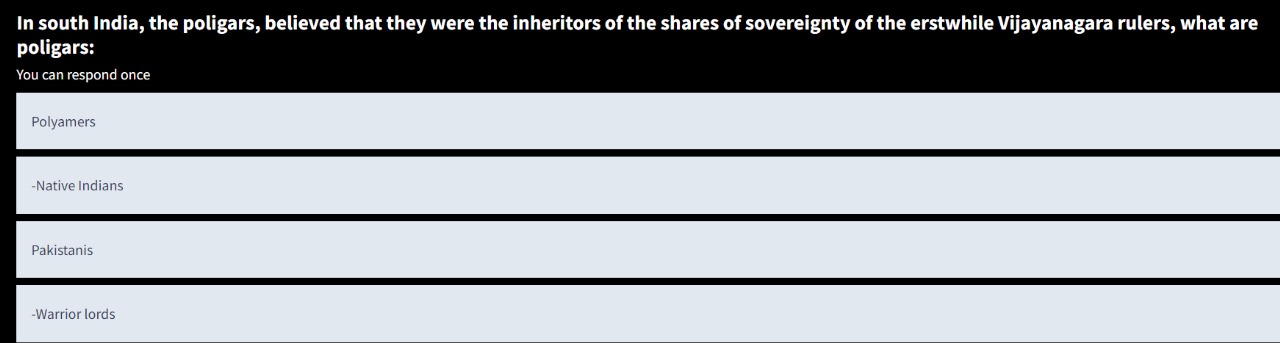 In south India, the poligars, believed that they were the inheritors of the shares of sovereignty of the erstwhile Vijayanagara rulers, what are
poligars:
You can respond once
Polyamers
-Native Indians
Pakistanis
-Warrior lords